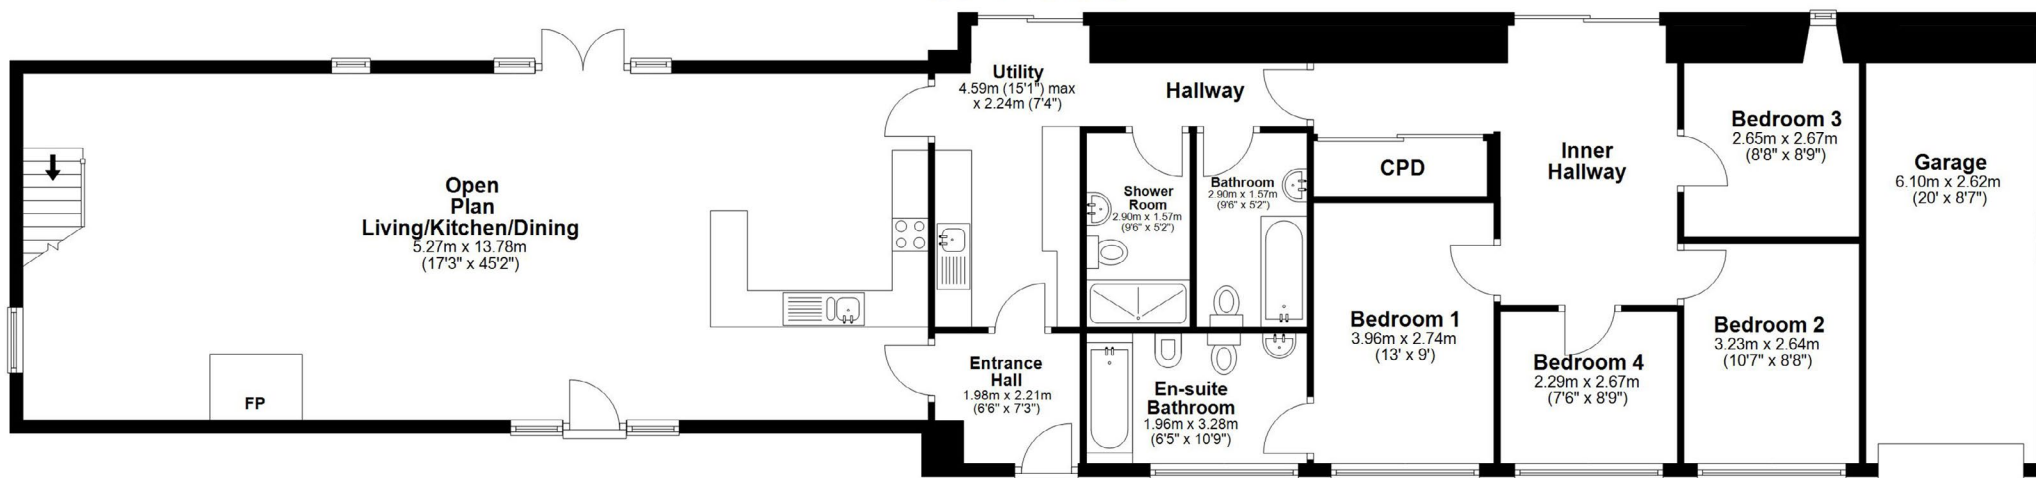 Open
Plan
Living/Kitchen/Dining
5.27m x 13.78m
(17'3" x 45'2")
FP
Utility
4.59m (15'1") max
x 2.24m (7'4")
Hallway
Shower
Room
2.90m x 1.57m
(9'6" x 5'2")
Bathroom
2.90m x 1.57m
(9'6" x 5'2")
CPD
Inner
Hallway
Bedroom 3
2.65m x 2.67m
(8'8" x 8'9")
Garage
6.10m x 2.62m
(20' x 8'7")
Entrance
Hall
1.98m x 2.21m
(6'6" x 7'3")
En-suite
Bathroom
1.96m x 3.28m
(6'5" x 10'9")
Bedroom 1
3.96m x 2.74m
(13' x 9')
Bedroom 4
2.29m x 2.67m
(7'6" x 8'9")
Bedroom 2
3.23m x 2.64m
(10'7" x 8'8")